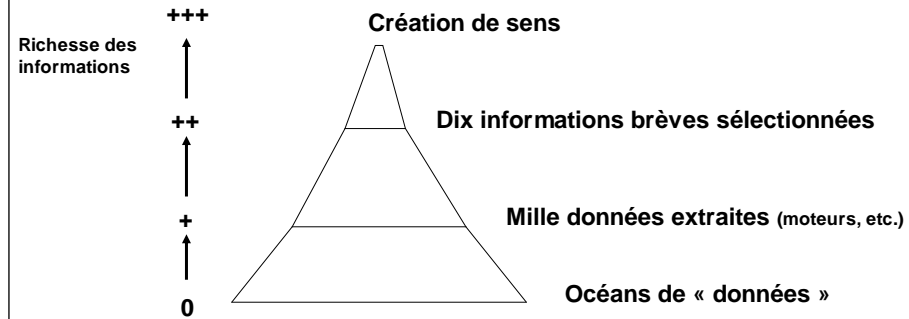 +++
Création de sens
Richesse des
informations
++
Dix informations brèves sélectionnées
+
Mille données extraites (moteurs, etc.)
Océans de « données »
0